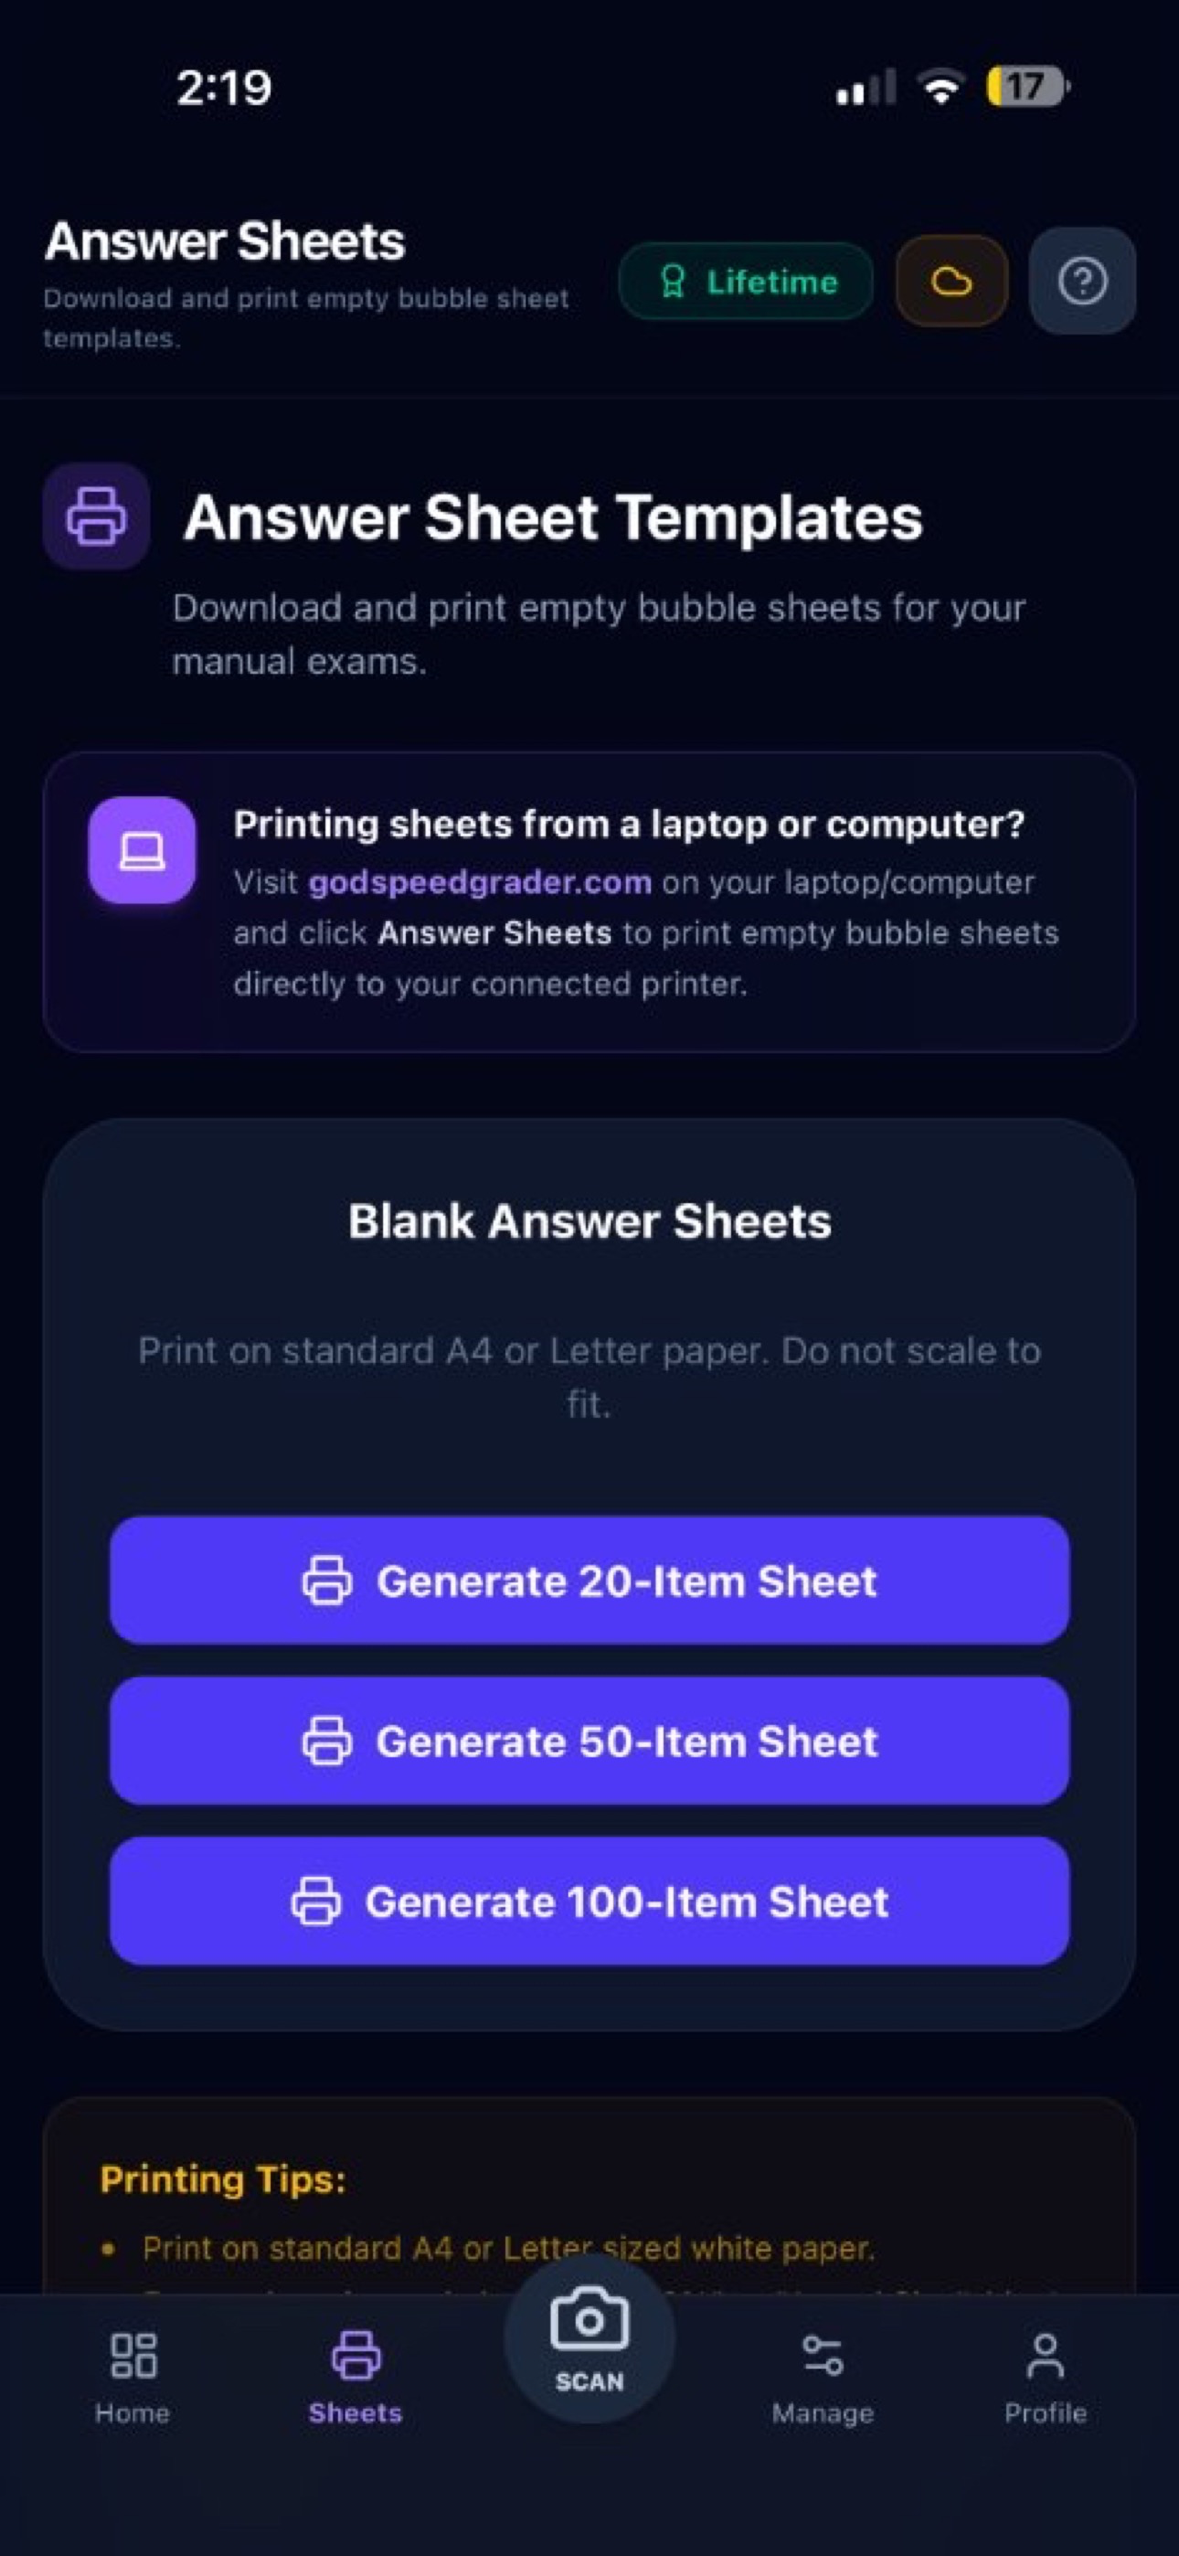 2:19
17
Answer Sheets
Download and print empty bubble sheet
templates.
Lifetime
Answer Sheet Templates
Download and print empty bubble sheets for your
manual exams.
Printing sheets from a laptop or computer?
Visit godspeedgrader.com on your laptop/computer
and click Answer Sheets to print empty bubble sheets
directly to your connected printer.
Blank Answer Sheets
Print on standard A4 or Letter paper. Do not scale to
fit.
Generate 20-Item Sheet
Generate 50-Item Sheet
Generate 100-Item Sheet
Printing Tips:
• Print on standard A4 or Letter sized white paper.
Home
Sheets
SCAN
Manage
Profile